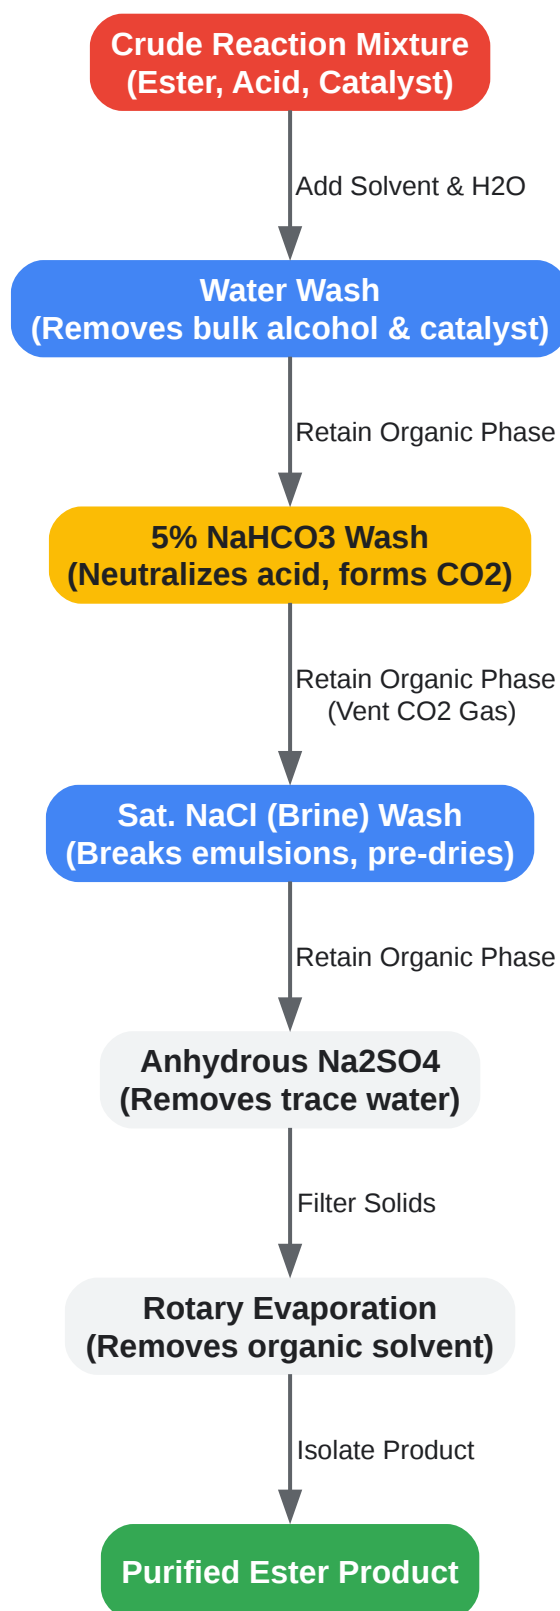 Crude Reaction Mixture
(Ester, Acid, Catalyst)
Add Solvent & H2O
Water Wash
(Removes bulk alcohol & catalyst)
Retain Organic Phase
5% NaHCO3 Wash
(Neutralizes acid, forms CO2)
Retain Organic Phase
(Vent CO2 Gas)
Sat. NaCl (Brine) Wash
(Breaks emulsions, pre-dries)
Retain Organic Phase
Anhydrous Na2SO4
(Removes trace water)
Filter Solids
Rotary Evaporation
(Removes organic solvent)
Isolate Product
Purified Ester Product